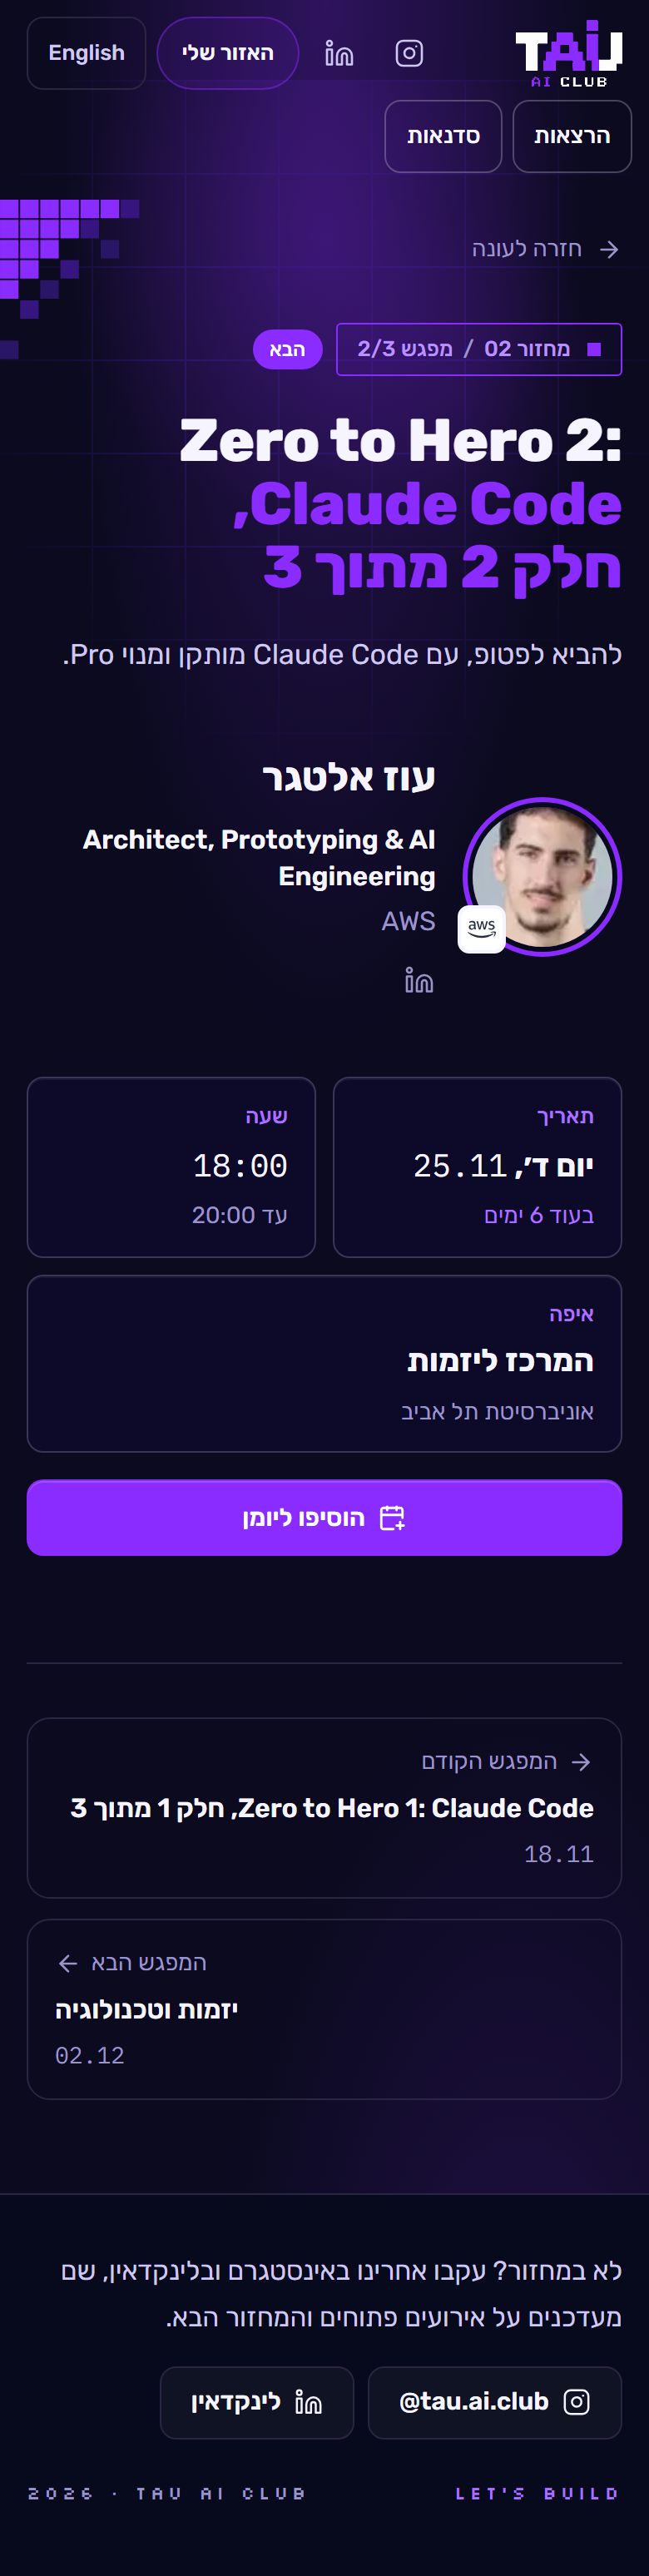 TAU
AI CLUB
האזור שלי
English
הרצאות
סדנאות
חזרה לעונה
מחזור 02 / מפגש 2/3
הבא
Zero to Hero 2:
Claude Code,
חלק 2 מתוך 3
להביא לפטופ, עם Claude Code מותקן ומנוי Pro.
עוז אלטגר
Architect, Prototyping & AI
Engineering
AWS
aws
תאריך
יום ד׳, 25.11
בעוד 6 ימים
שעה
18:00
עד 20:00
איפה
המרכז ליזמות
אוניברסיטת תל אביב
הוסיפו ליומן
המפגש הקודם
Zero to Hero 1: Claude Code, חלק 1 מתוך 3
18.11
המפגש הבא
יזמות וטכנולוגיה
02.12
לא במחזור? עקבו אחרינו באינסטגרם ובלינקדאין, שם
מעדכנים על אירועים פתוחים והמחזור הבא.
@tau.ai.club
לינקדאין
LET'S BUILD
2026 · TAU AI CLUB